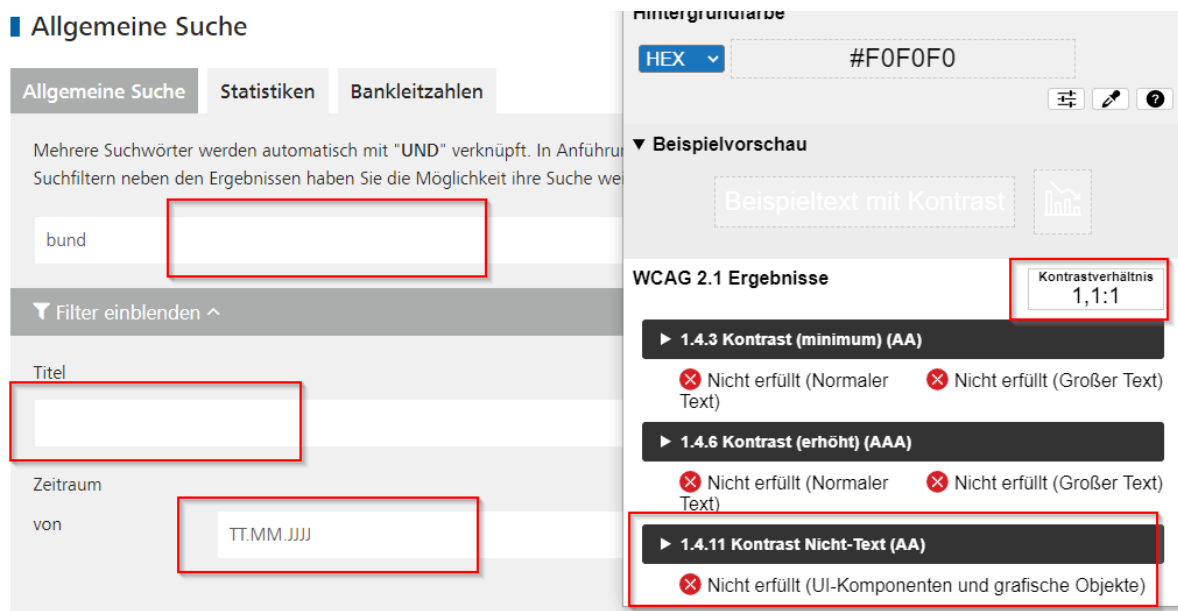 Allgemeine Suche
Allgemeine Suche Statistiken Bankleitzahlen
Mehrere Suchwörter werden automatisch mit "UND" verknüpft. In Anführu
Suchfiltern neben den Ergebnissen haben Sie die Möglichkeit ihre Suche wei
bund
Filter einblenden
Titel
Zeitraum
von
TT.MM.JJJJ
Hintergrundfarbe
HEX
#F0F0F0
Beispielvorschau
Beispieltext mit Kontrast
WCAG 2.1 Ergebnisse
Kontrastverhältnis
1,1:1
1.4.3 Kontrast (minimum) (AA)
Nicht erfüllt (Normaler Text)
Nicht erfüllt (Großer Text)
1.4.6 Kontrast (erhöht) (AAA)
Nicht erfüllt (Normaler Text)
Nicht erfüllt (Großer Text)
1.4.11 Kontrast Nicht-Text (AA)
Nicht erfüllt (UI-Komponenten und grafische Objekte)